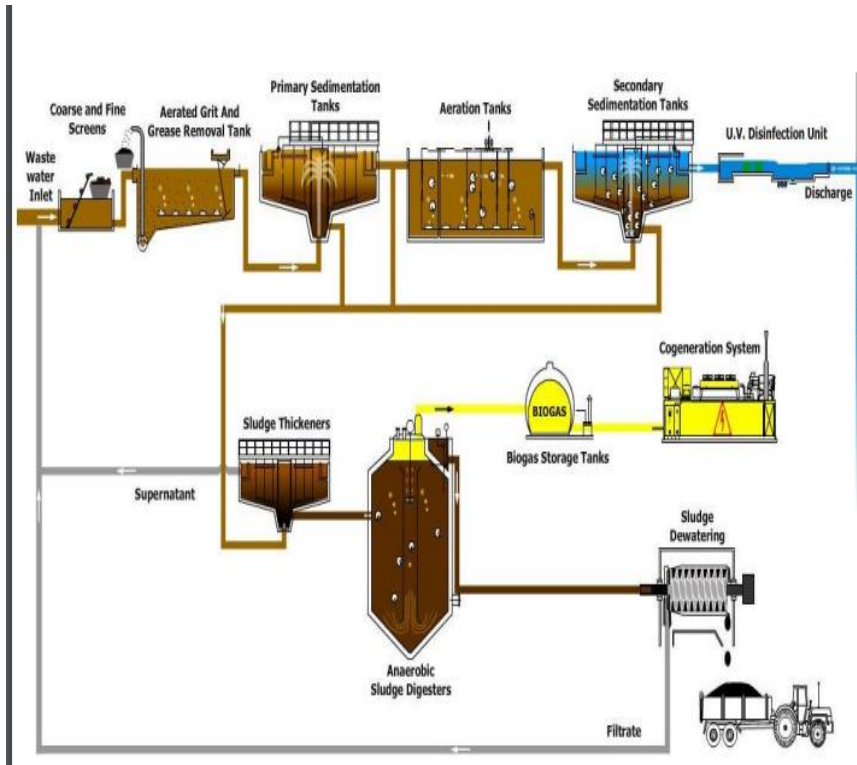 Coarse and Fine
Screens
Aerated Grit And
Grease Removal Tank
Primary Sedimentation
Tanks
Aeration Tanks
Secondary
Sedimentation Tanks
U.V. Disinfection Unit
Waste
water
Inlet
Discharge
Cogeneration System
BIOGAS
Biogas Storage Tanks
Sludge Thickeners
Supernatant
Sludge
Dewatering
Anaerobic
Sludge Digesters
Filtrate